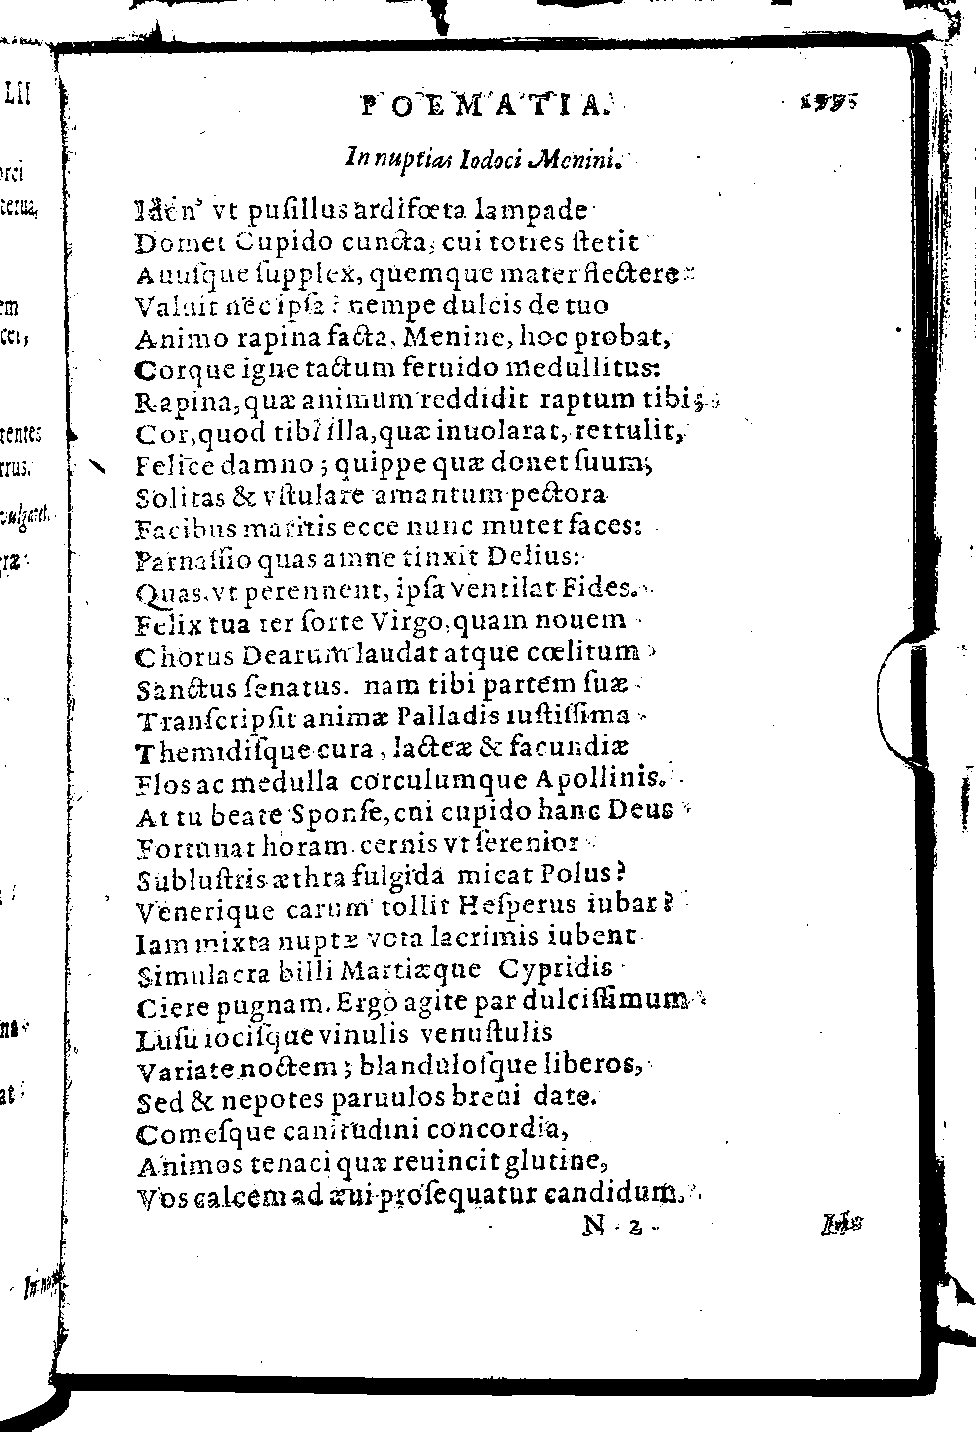 POEMATIA. 195
In nuptias Iodoci Menini.
Idén' vt pusillus ardifœta lampade
Domet Cupido cuncta, cui toties stetit
Auusque supplex, quemque mater flectere
Valuit nec ipsa? nempe dulcis de tuo
Animo rapina facta, Menine, hoc probat,
Corque igne tactum feruido medullitus:
Rapina, quæ animum reddidit raptum tibi;
Cor, quod tibi illa, quæ inuolarat, rettulit,
Felice damno; quippe quæ donet suum;
Solitas & vstulare amantum pectora
Facibus maritis ecce nunc mutet faces:
Parnassio quas amne tinxit Delius:
Quas, vt perennent, ipsa ventilat Fides.
Felix tua ter sorte Virgo, quam nouem
Chorus Dearum laudat atque cœlitum
Sanctus senatus. nam tibi partem suæ
Transcripsit animæ Palladis iustissima
Themidisque cura, lacteæ & facundiæ
Flos ac medulla corculumque Apollinis.
At tu beate Sponse, cui cupido hanc Deus
Fortunat horam. cernis vt serenior
Sublustris æthra fulgida micat Polus?
Venerique carum tollit Hesperus iubar?
Iam mixta nuptæ vota lacrimis iubent
Simulacra billi Martiæque Cypridis
Ciere pugnam. Ergo agite par dulcissimum
Lusu iocisque vinulis venustulis
Variate noctem; blandulosque liberos,
Sed & nepotes paruulos breui date.
Comesque canitudini concordia,
Animos tenaci quæ reuincit glutine,
Vos calcem ad æui prosequatur candidum.
N 2